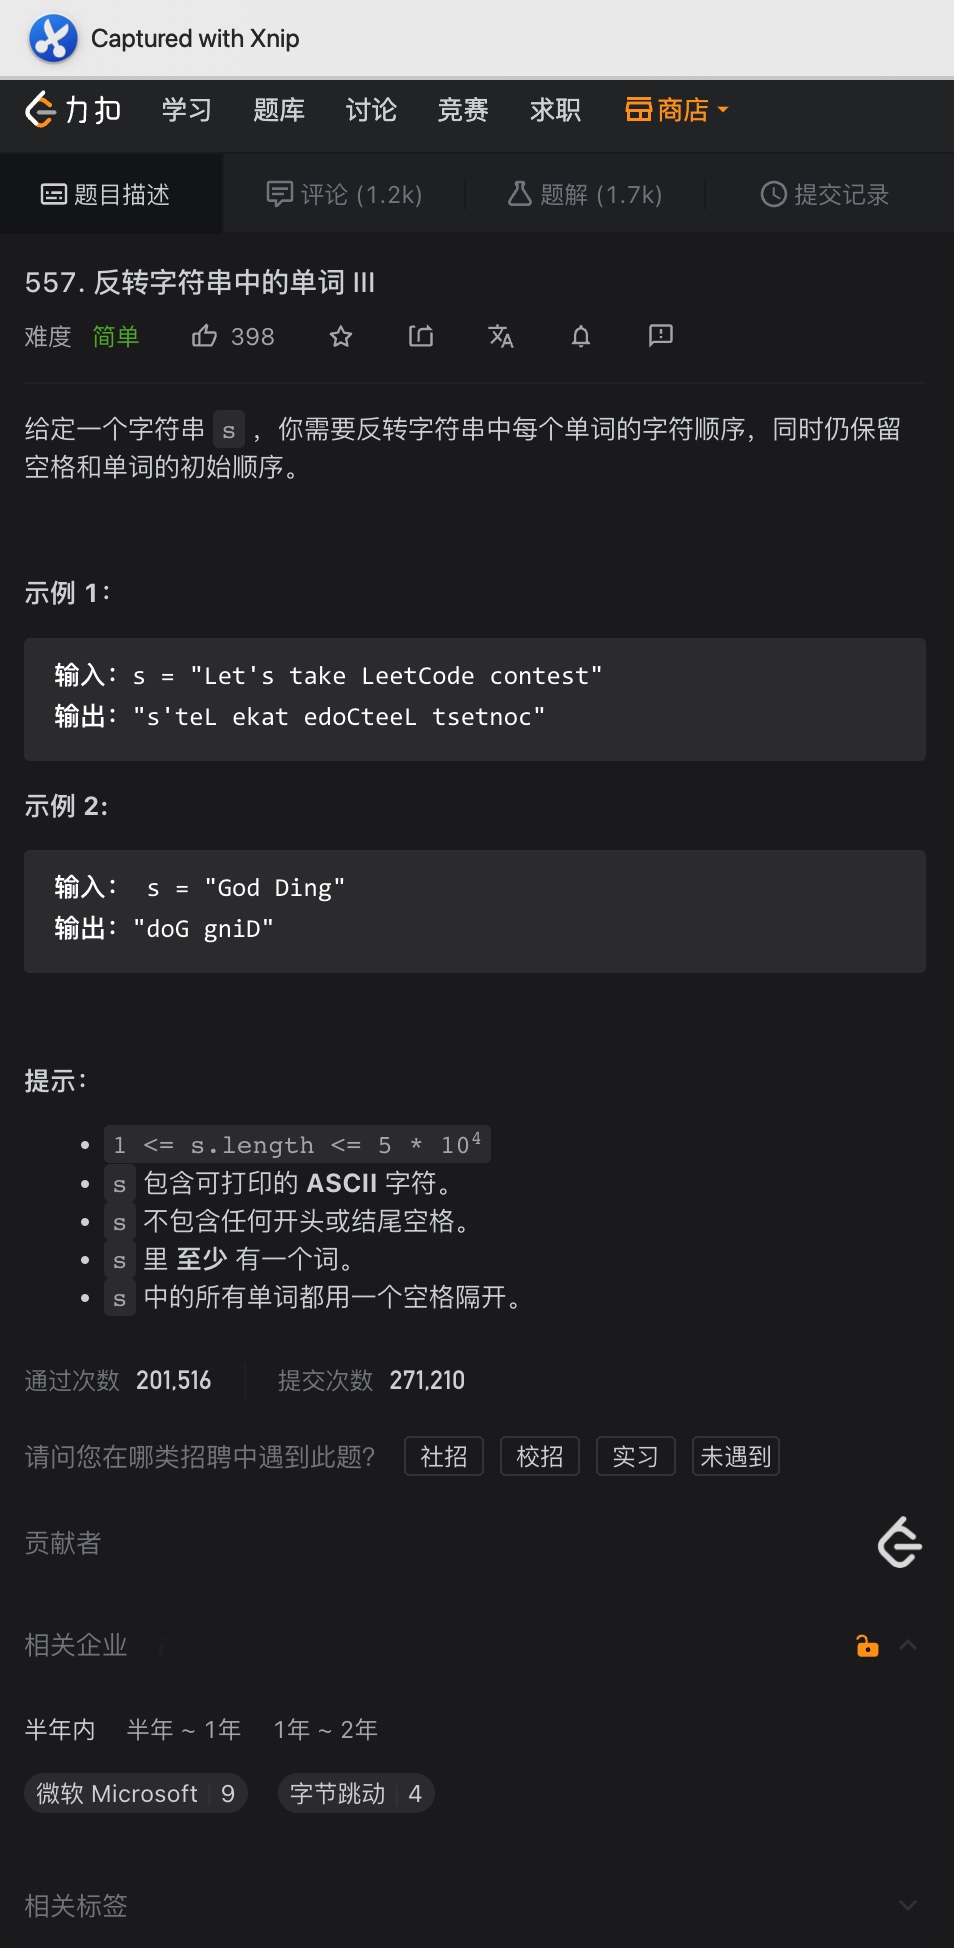 Captured with Xnip
力扣 学习 题库 讨论 竞赛 求职 商店
题目描述 评论 (1.2k) 题解 (1.7k) 提交记录
557. 反转字符串中的单词 III
难度 简单 398
给定一个字符串 s ，你需要反转字符串中每个单词的字符顺序，同时仍保留
空格和单词的初始顺序。
示例 1：
输入：s = "Let's take LeetCode contest"
输出："s'teL ekat edoCteeL tsetnoc"
示例 2:
输入： s = "God Ding"
输出："doG gniD"
提示：
1 <= s.length <= 5 * 10⁴
s 包含可打印的 ASCII 字符。
s 不包含任何开头或结尾空格。
s 里 至少 有一个词。
s 中的所有单词都用一个空格隔开。
通过次数 201,516 提交次数 271,210
请问您在哪类招聘中遇到此题? 社招 校招 实习 未遇到
贡献者
相关企业
半年内 半年 ~ 1年 1年 ~ 2年
微软 Microsoft 9 字节跳动 4
相关标签